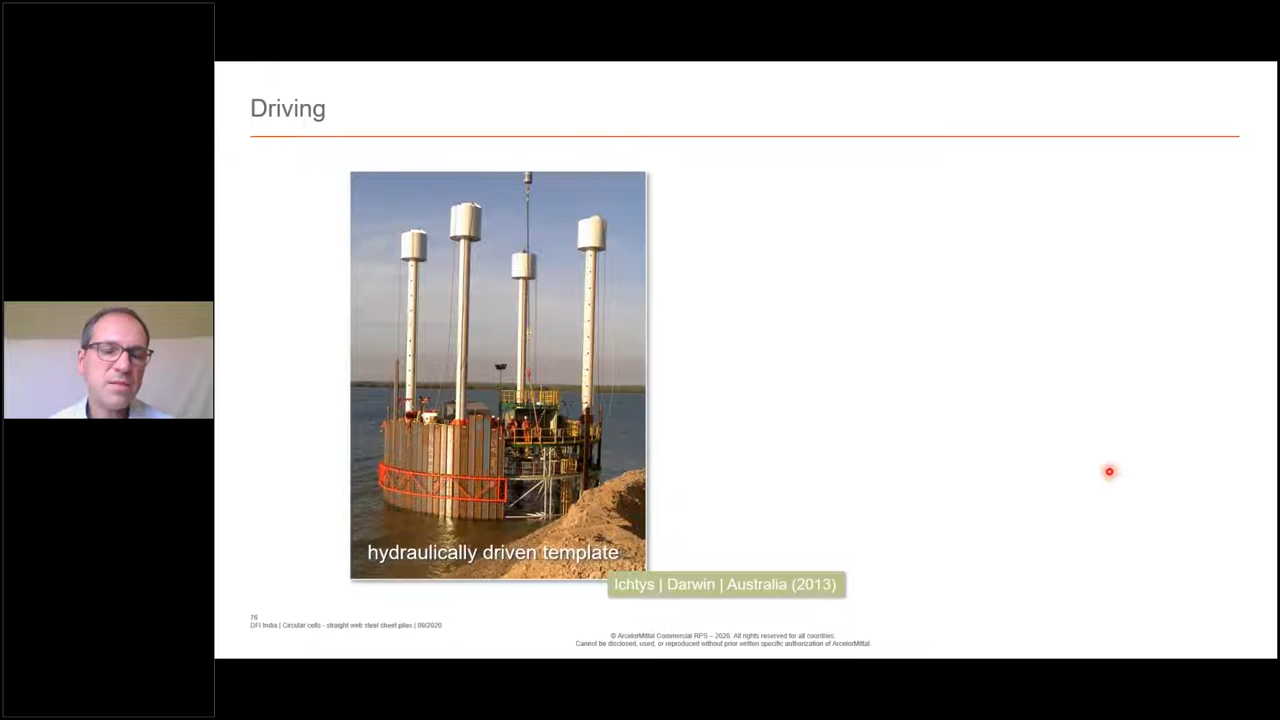 Driving
hydraulically driven template
Ichtys | Darwin | Australia (2013)
76
DFI India | Circular cells - straight web steel sheet piles | 09/2020
© ArcelorMittal Commercial RPS – 2020. All rights reserved for all countries.
Cannot be disclosed, used, or reproduced without prior written specific authorization of ArcelorMittal.